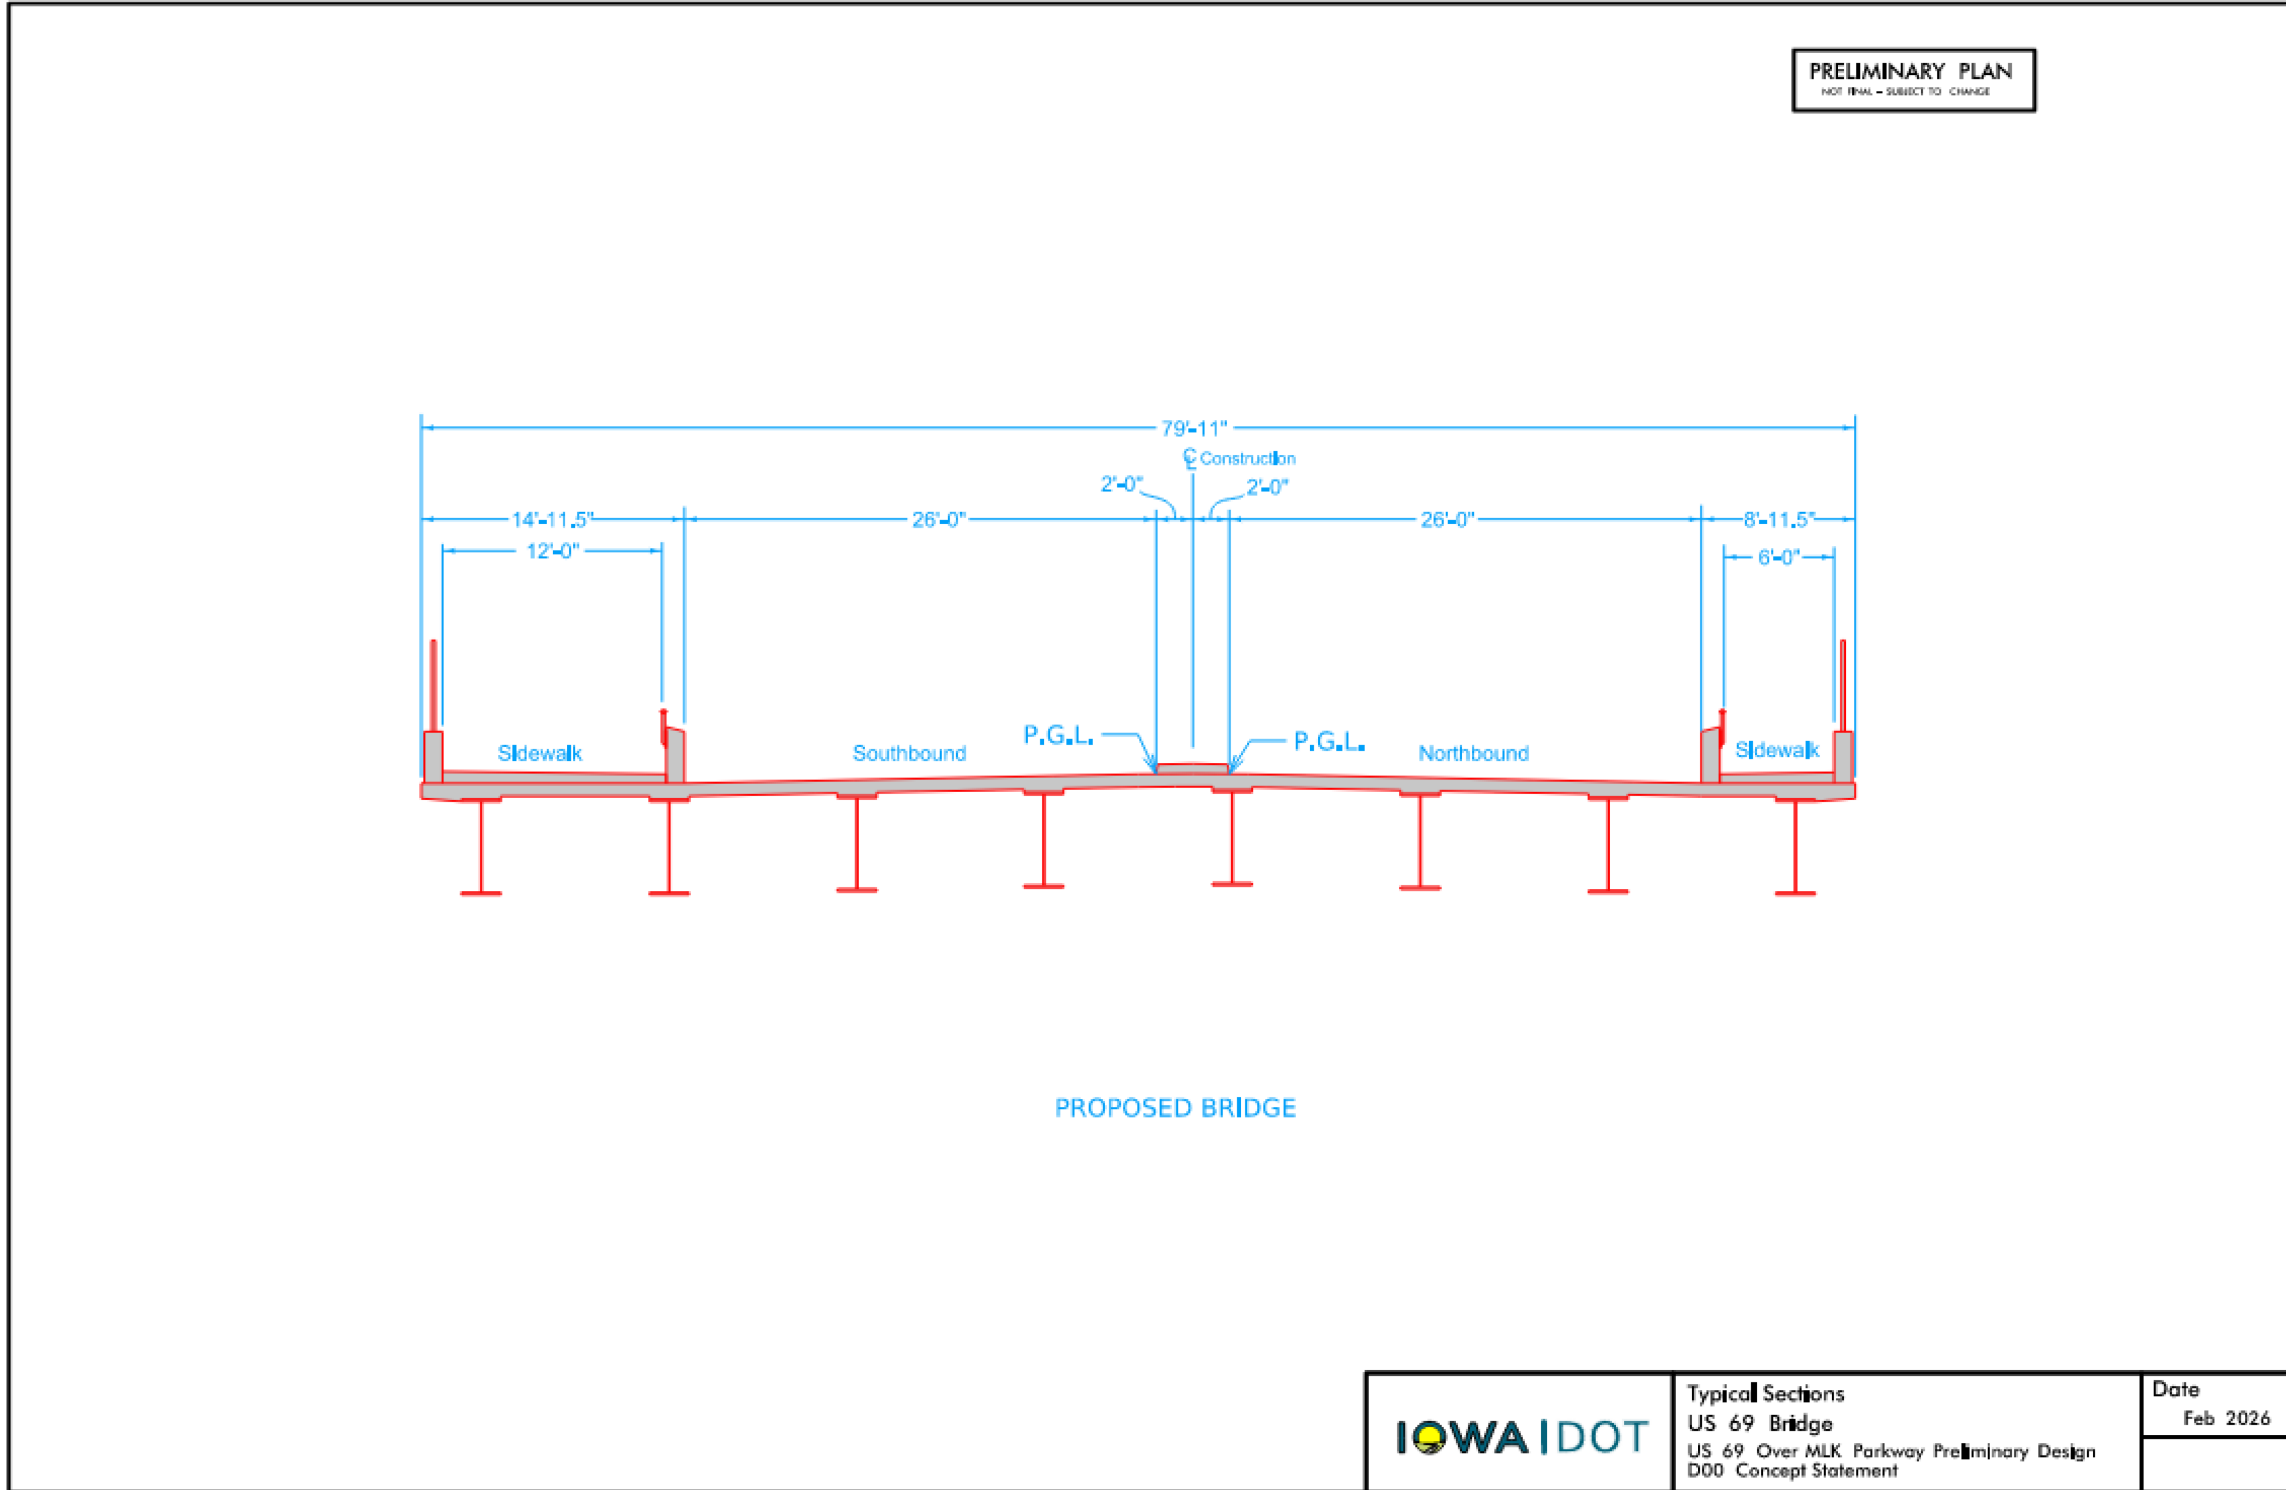 PRELIMINARY PLAN
NOT FINAL - SUBJECT TO CHANGE
79'-11"
℄ Construction
2'-0" 2'-0"
14'-11.5" 26'-0" 26'-0" 8'-11.5"
12'-0" 6'-0"
P.G.L. P.G.L.
Sidewalk Southbound Northbound Sidewalk
PROPOSED BRIDGE
IOWA DOT
Typical Sections
US 69 Bridge
US 69 Over MLK Parkway Preliminary Design
D00 Concept Statement
Date
Feb 2026